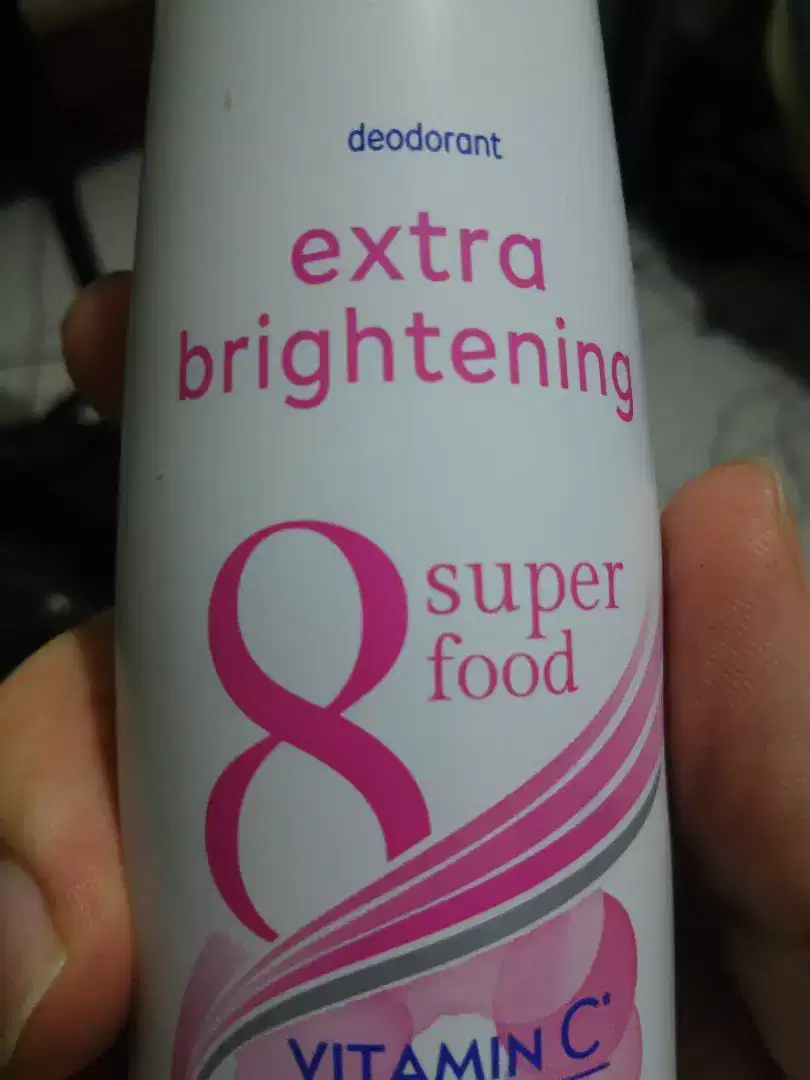 deodorant
extra
brightening
8 super
food
VITAMIN C*